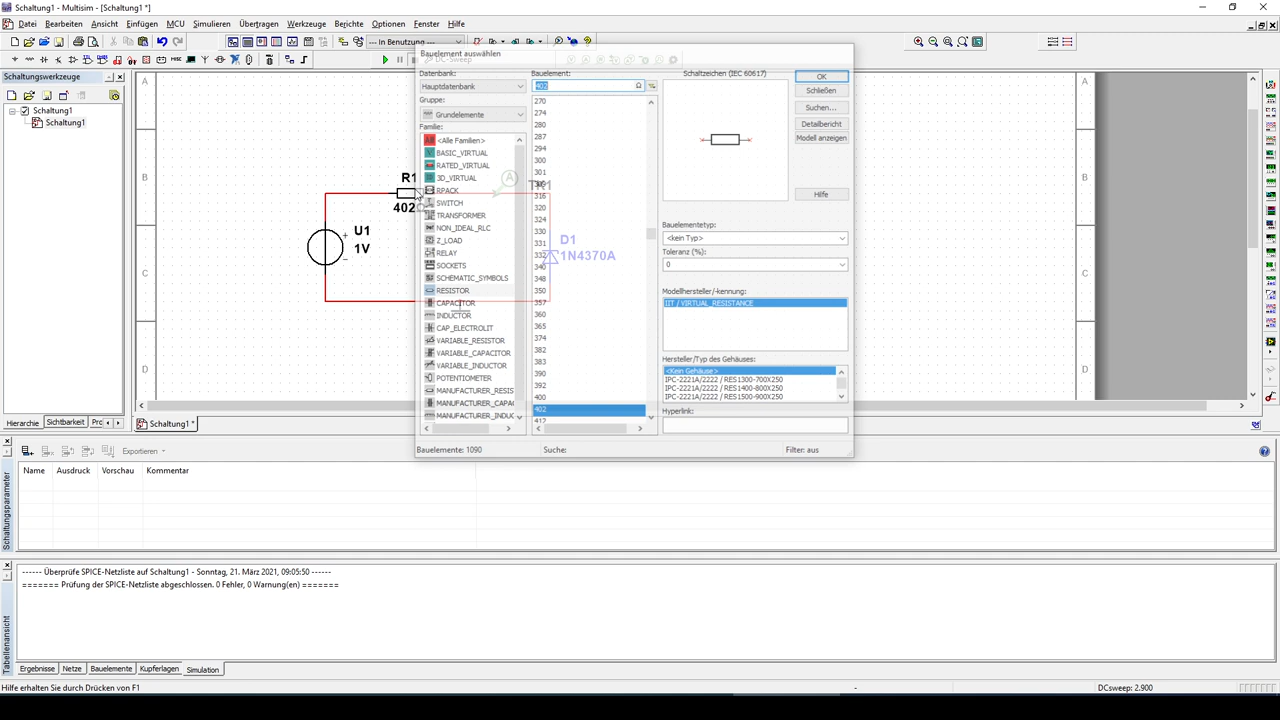 Schaltung1 - Multisim - [Schaltung1 *]
Datei Bearbeiten Ansicht Einfügen MCU Simulieren Übertragen Werkzeuge Berichte Optionen Fenster Hilfe
-- In Benutzung --
Schaltungswerkzeuge
Schaltung1
Schaltung1
Hierarchie Sichtbarkeit Pro
A
B
C
A
B
C
D
R1
402
U1
1V
D1
1N4370A
A
TK1
Bauelement auswählen
DC-Sweep
Datenbank:
Hauptdatenbank
Gruppe:
Grundelemente
Familie:
<Alle Familien>
BASIC_VIRTUAL
RATED_VIRTUAL
3D_VIRTUAL
RPACK
SWITCH
TRANSFORMER
NON_IDEAL_RLC
Z_LOAD
RELAY
SOCKETS
SCHEMATIC_SYMBOLS
RESISTOR
CAPACITOR
INDUCTOR
CAP_ELECTROLIT
VARIABLE_RESISTOR
VARIABLE_CAPACITOR
VARIABLE_INDUCTOR
POTENTIOMETER
MANUFACTURER_RESIS
MANUFACTURER_CAPA
MANUFACTURER_INDU
Bauelement:
402
Ω
270
274
280
287
294
300
301
316
320
324
330
331
332
340
348
350
357
360
365
374
382
383
390
392
400
402
412
Schaltzeichen (IEC 60617)
OK
Schließen
Suchen...
Detailbericht
Modell anzeigen
Hilfe
Bauelementetyp:
<kein Typ>
Toleranz (%):
0
Modellhersteller/-kennung:
IIT / VIRTUAL_RESISTANCE
Hersteller/Typ des Gehäuses:
<Kein Gehäuse>
IPC-2221A/2222 / RES1300-700X250
IPC-2221A/2222 / RES1400-800X250
IPC-2221A/2222 / RES1500-900X250
Hyperlink:
Bauelemente: 1090 Suche: Filter: aus
Schaltung1 *
Exportieren
Name Ausdruck Vorschau Kommentar
Schaltungsparameter
------ Überprüfe SPICE-Netzliste auf Schaltung1 - Sonntag, 21. März 2021, 09:05:50 ------
======= Prüfung der SPICE-Netzliste abgeschlossen. 0 Fehler, 0 Warnung(en) =======
Tabellenansicht
Ergebnisse Netze Bauelemente Kupferlagen Simulation
Hilfe erhalten Sie durch Drücken von F1
-
DCsweep: 2.900